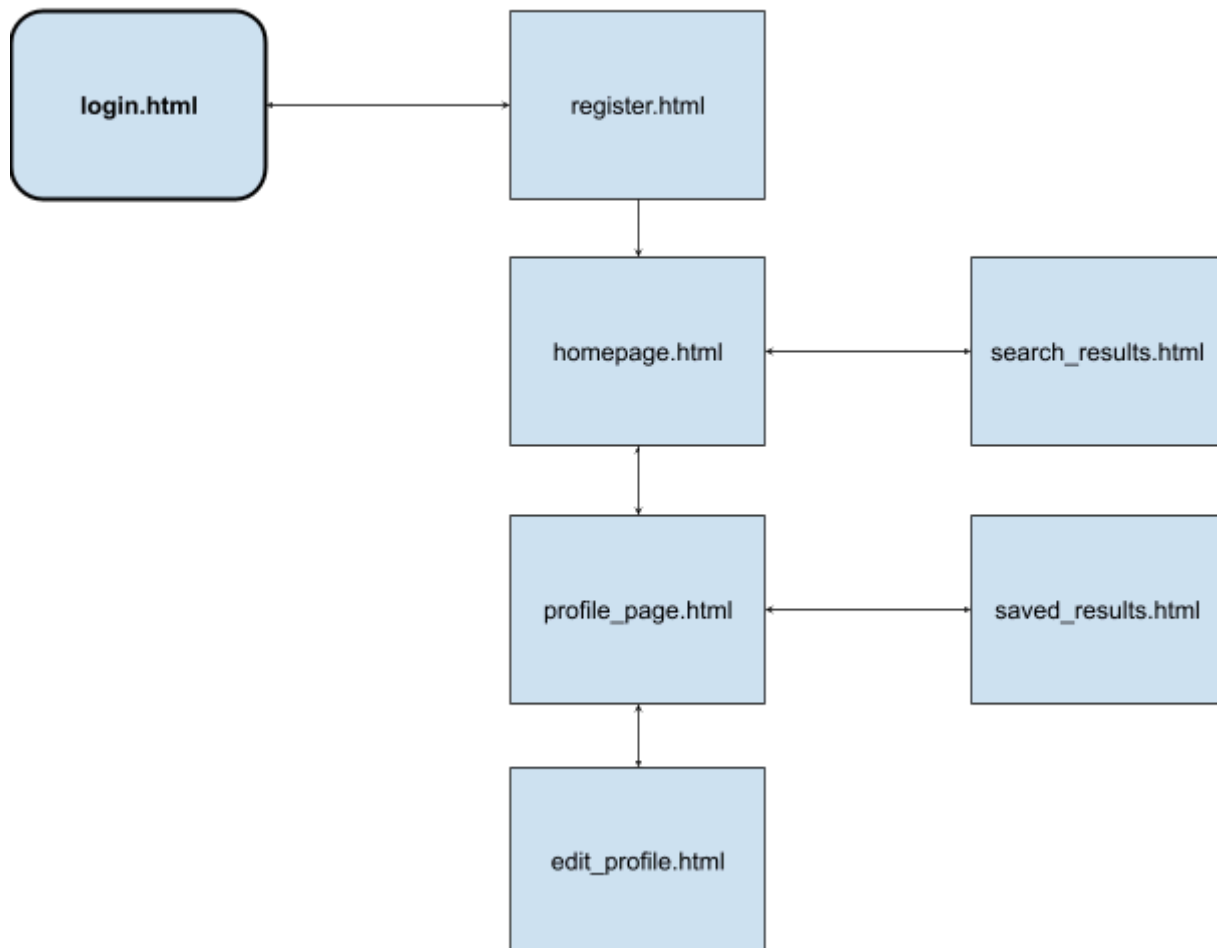 login.html
register.html
homepage.html
search_results.html
profile_page.html
saved_results.html
edit_profile.html